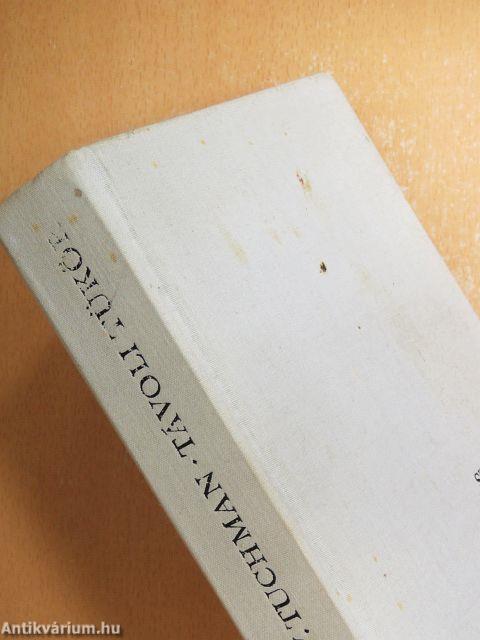 TUCHMAN · TÁVOLI TÜKÖR
Antikvárium.hu